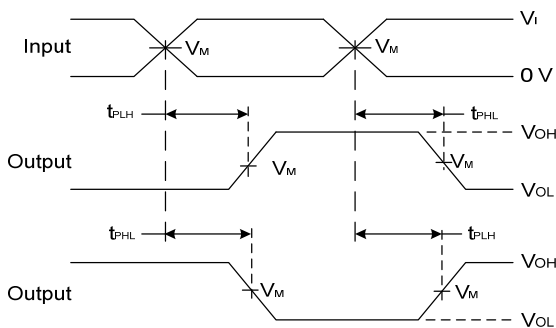 VI
Input
VM
VM
0 V
tPLH
tPHL
VOH
Output
VM
VM
VOL
tPHL
tPLH
VOH
Output
VM
VM
VOL